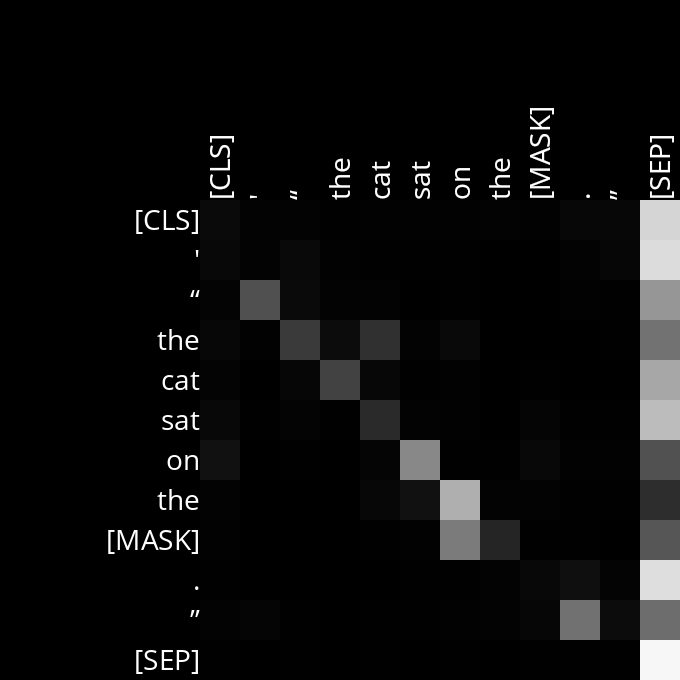 [CLS] ' “ the cat sat on the [MASK] . ” [SEP]
[CLS]
'
“
the
cat
sat
on
the
[MASK]
.
”
[SEP]